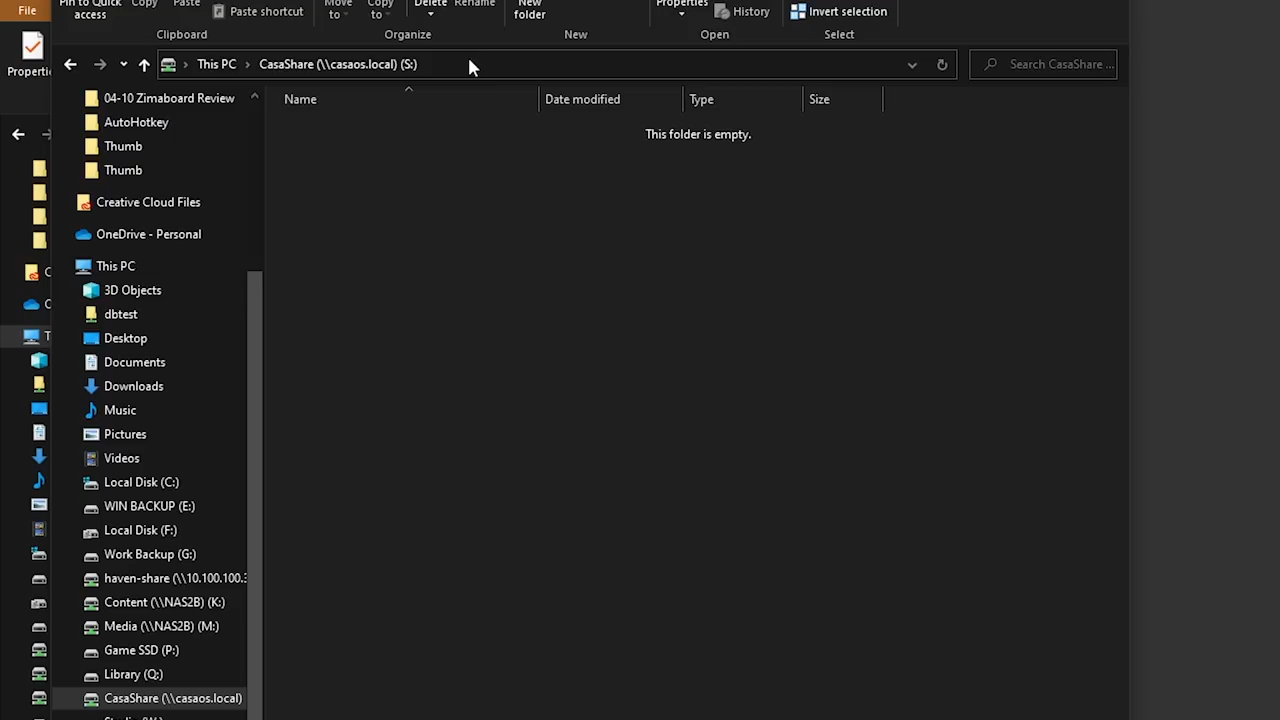 File
Pin to Quick access
Paste
Paste shortcut
Move to
Copy to
Delete
Rename
New folder
Properties
History
Invert selection
Clipboard
Organize
New
Open
Select
Properti
This PC
CasaShare (\\casaos.local) (S:)
Search CasaShare ...
Name
Date modified
Type
Size
This folder is empty.
04-10 Zimaboard Review
AutoHotkey
Thumb
Thumb
Creative Cloud Files
OneDrive - Personal
This PC
3D Objects
dbtest
Desktop
Documents
Downloads
Music
Pictures
Videos
Local Disk (C:)
WIN BACKUP (E:)
Local Disk (F:)
Work Backup (G:)
haven-share (\\10.100.100.3
Content (\\NAS2B) (K:)
Media (\\NAS2B) (M:)
Game SSD (P:)
Library (Q:)
CasaShare (\\casaos.local)